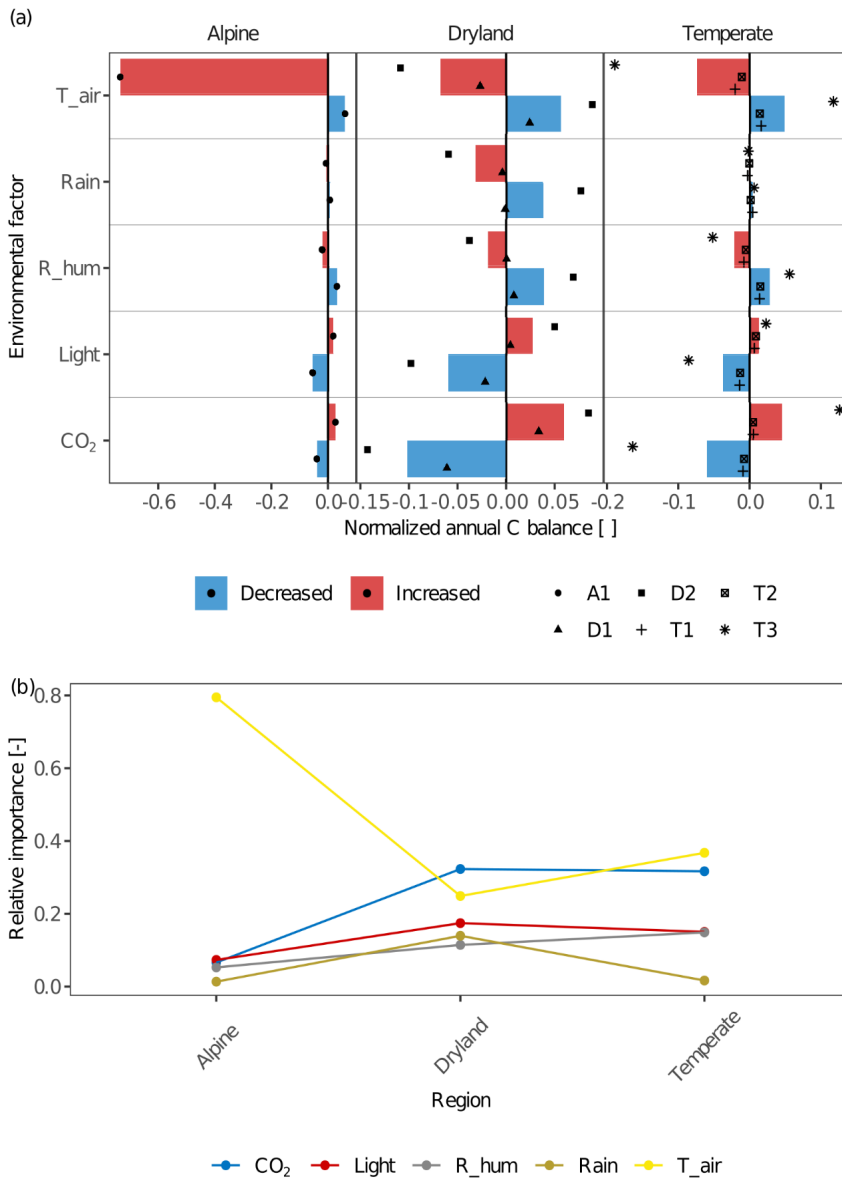 (a)
Alpine Dryland Temperate
T_air
Rain
R_hum
Light
CO₂
Environmental factor
-0.6 -0.4 -0.2 0.0 -0.15 -0.1 -0.05 0.00 0.05 -0.2 -0.1 0.0 0.1
Normalized annual C balance [ ]
Decreased Increased A1 D2 T2
D1 T1 T3
(b)
0.8
0.6
0.4
0.2
0.0
Relative importance [-]
Alpine Dryland Temperate
Region
CO₂ Light R_hum Rain T_air